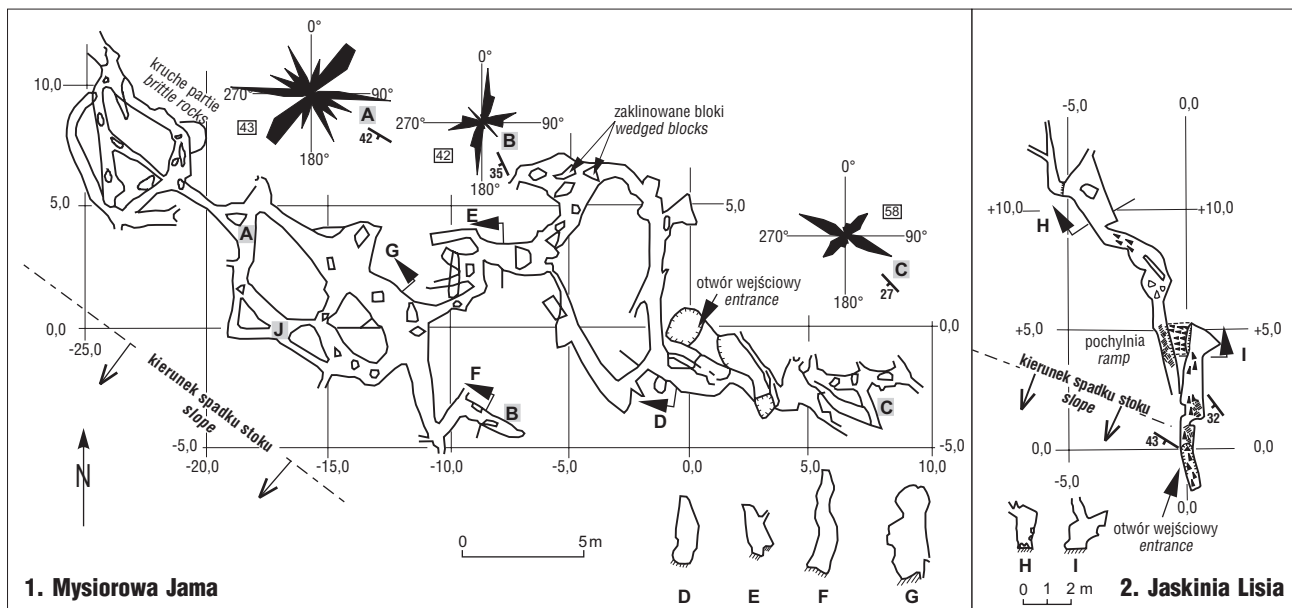 kruche partie
brittle rocks
10,0
5,0
0,0
-25,0
0°
270°
90°
180°
43
A
42
0°
270°
90°
180°
42
B
35
zaklinowane bloki
wedged blocks
5,0
0°
270°
90°
180°
58
C
27
E
G
A
J
otwór wejściowy
entrance
0,0
kierunek spadku stoku
slope
F
B
D
C
-5,0
-5,0
-20,0
-15,0
-10,0
-5,0
0,0
5,0
10,0
N
0
5 m
D
E
F
G
1. Mysiorowa Jama
-5,0
0,0
+10,0
+10,0
H
+5,0
+5,0
pochylnia
ramp
I
kierunek spadku stoku
slope
32
43
0,0
0,0
-5,0
0,0
otwór wejściowy
entrance
H
I
0 1 2 m
2. Jaskinia Lisia